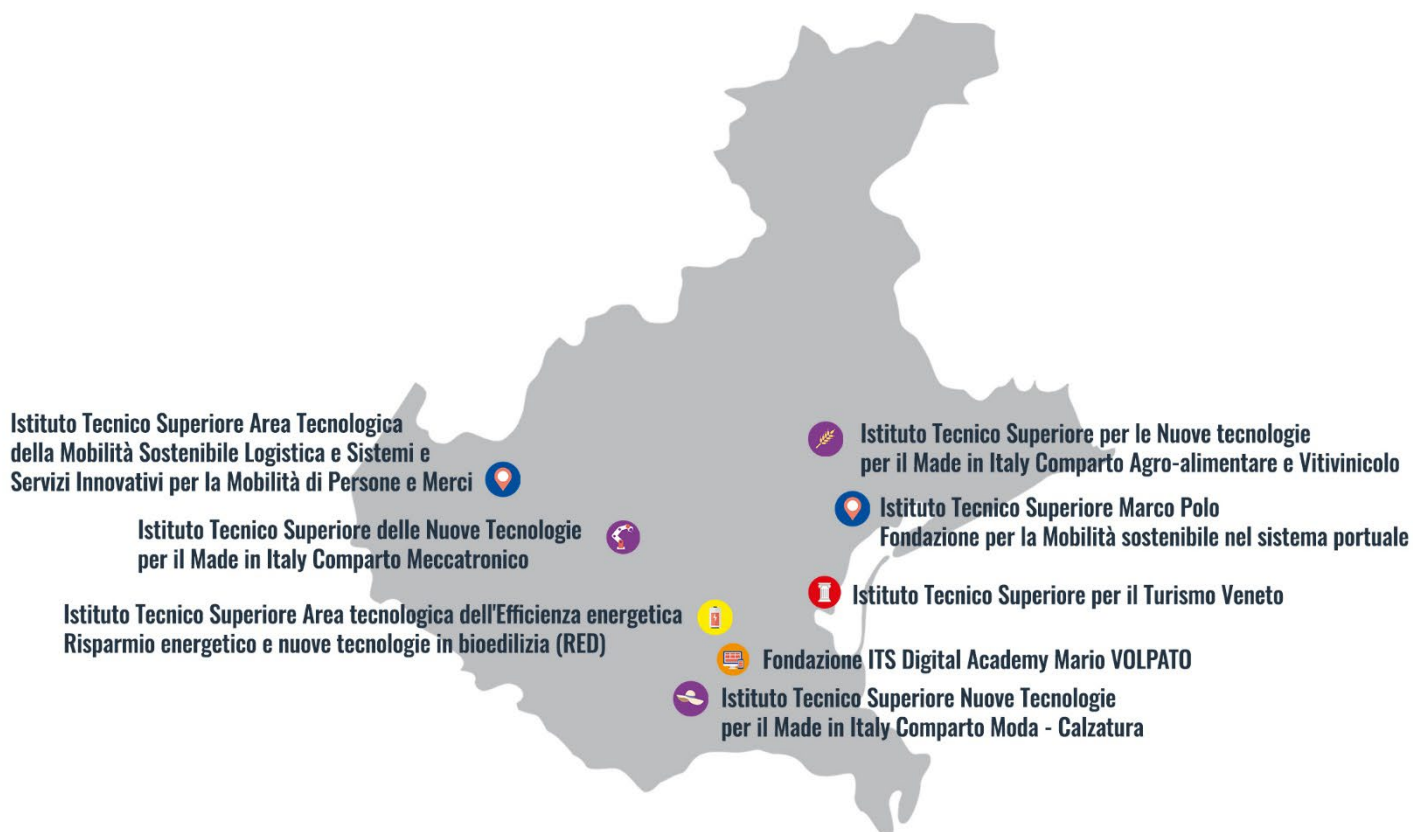 Istituto Tecnico Superiore Area Tecnologica
della Mobilità Sostenibile Logistica e Sistemi e
Servizi Innovativi per la Mobilità di Persone e Merci
Istituto Tecnico Superiore per le Nuove tecnologie
per il Made in Italy Comparto Agro-alimentare e Vitivinicolo
Istituto Tecnico Superiore Marco Polo
Fondazione per la Mobilità sostenibile nel sistema portuale
Istituto Tecnico Superiore delle Nuove Tecnologie
per il Made in Italy Comparto Meccatronico
Istituto Tecnico Superiore per il Turismo Veneto
Istituto Tecnico Superiore Area tecnologica dell'Efficienza energetica
Risparmio energetico e nuove tecnologie in bioedilizia (RED)
Fondazione ITS Digital Academy Mario VOLPATO
Istituto Tecnico Superiore Nuove Tecnologie
per il Made in Italy Comparto Moda - Calzatura